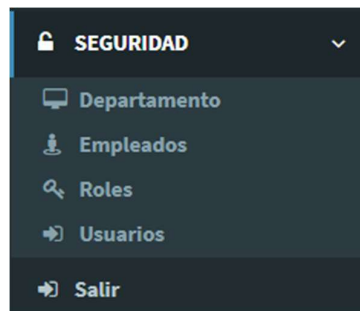 SEGURIDAD
Departamento
Empleados
Roles
Usuarios
Salir